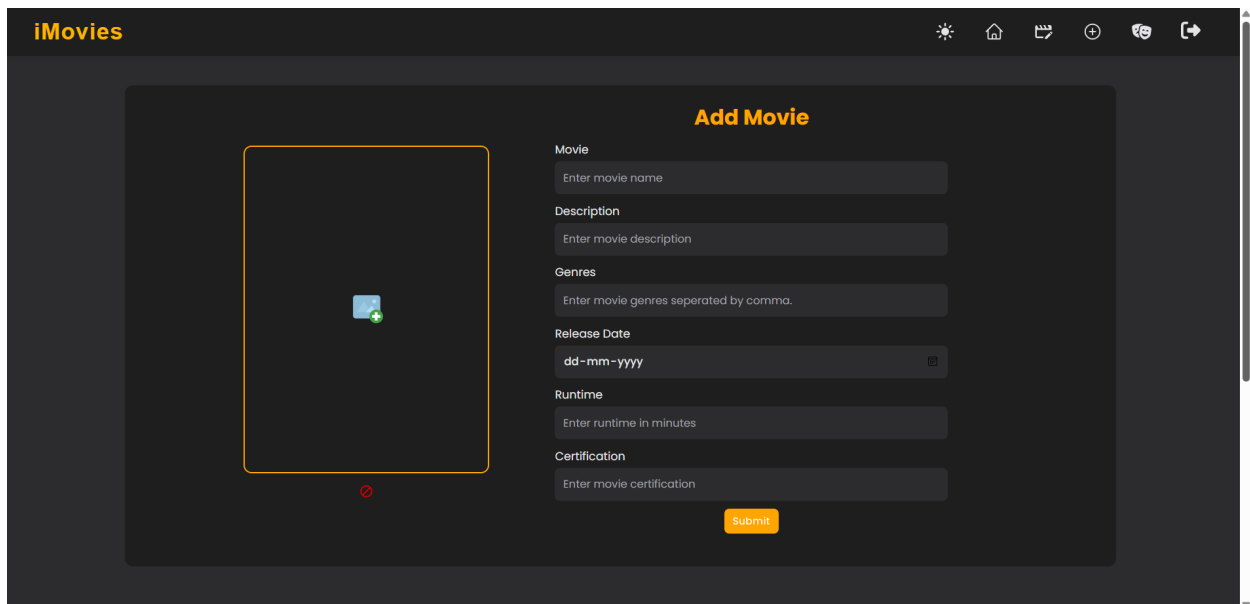 iMovies
Add Movie
Movie
Enter movie name
Description
Enter movie description
Genres
Enter movie genres seperated by comma.
Release Date
dd-mm-yyyy
Runtime
Enter runtime in minutes
Certification
Enter movie certification
Submit